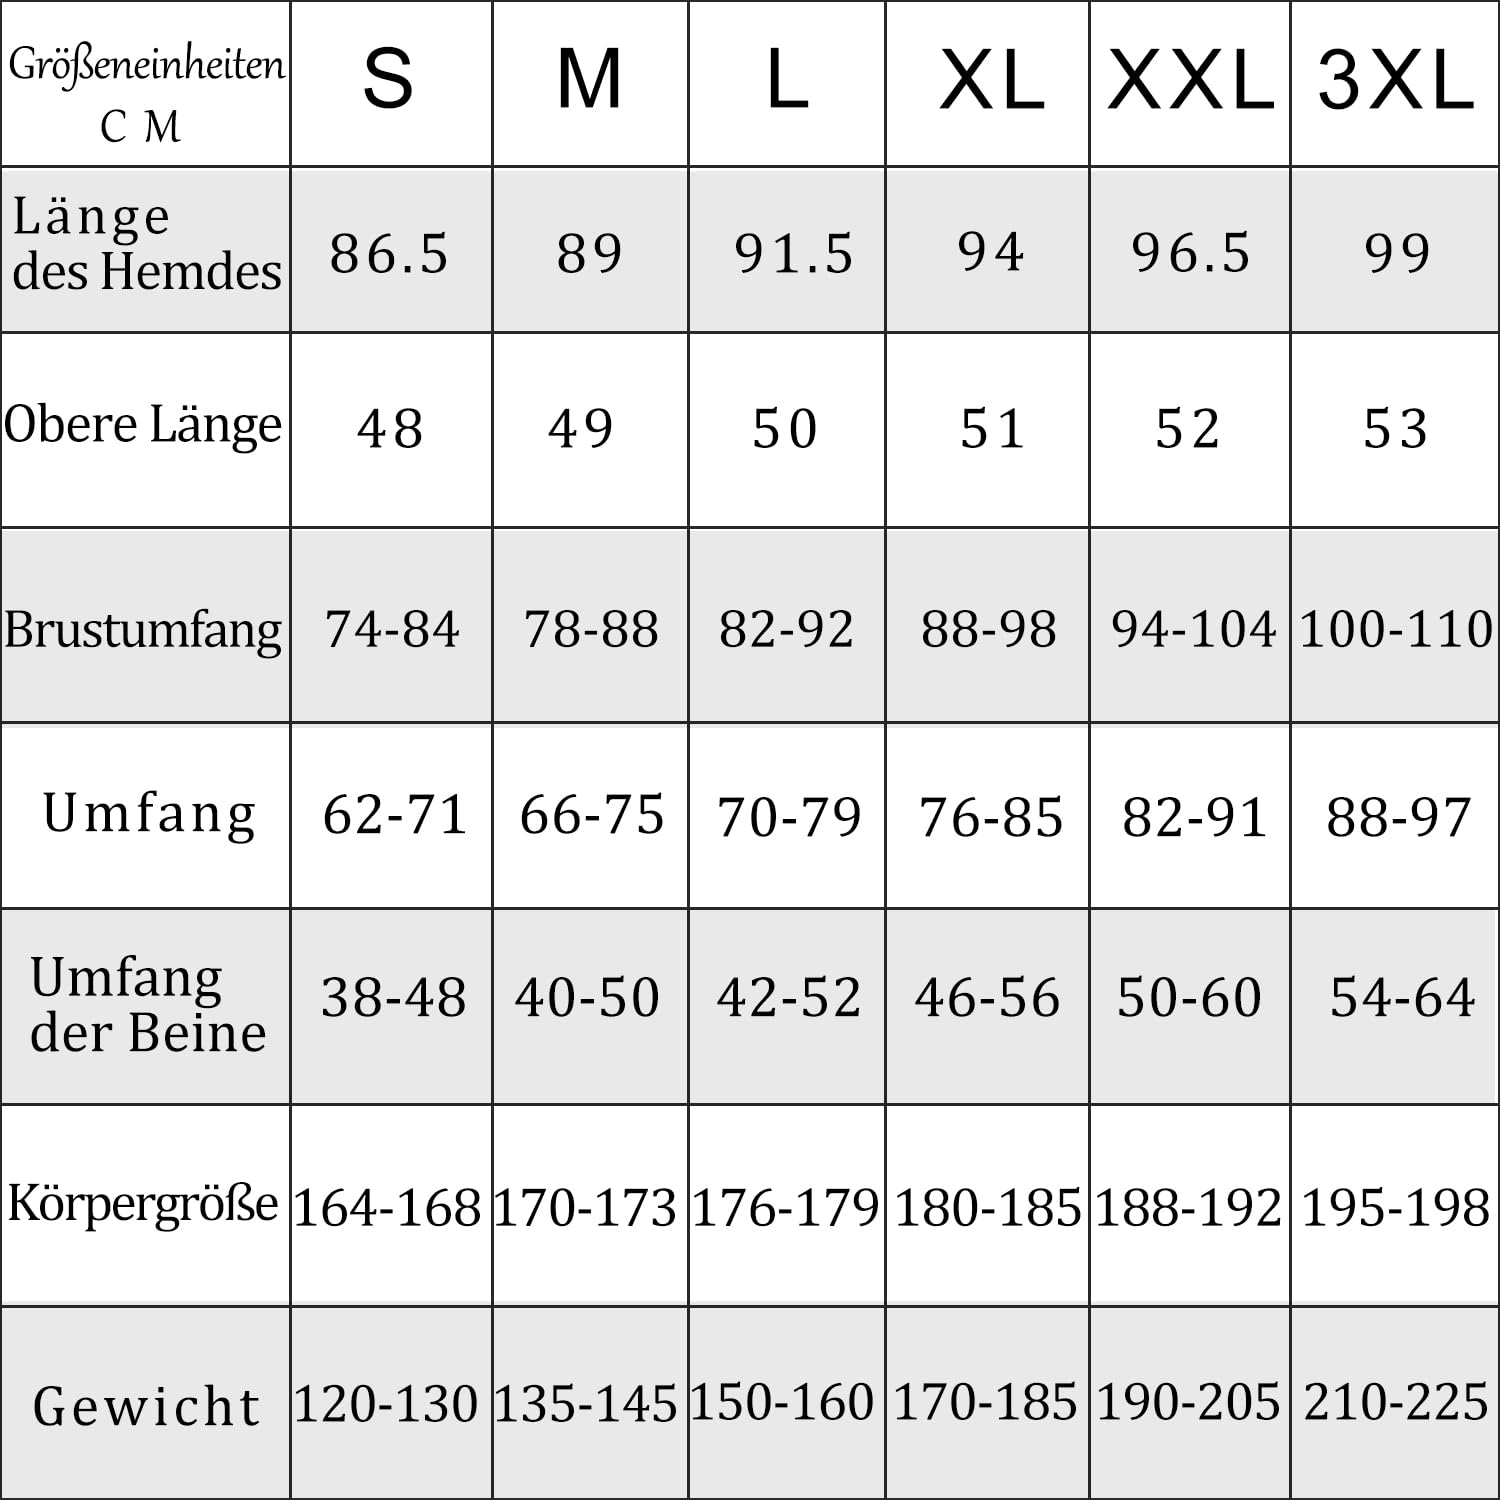 Größeneinheiten S M L XL XXL 3XL
C M
Länge
des Hemdes 86.5 89 91.5 94 96.5 99
Obere Länge 48 49 50 51 52 53
Brustumfang 74-84 78-88 82-92 88-98 94-104 100-110
Umfang 62-71 66-75 70-79 76-85 82-91 88-97
Umfang
der Beine 38-48 40-50 42-52 46-56 50-60 54-64
Körpergröße 164-168 170-173 176-179 180-185 188-192 195-198
Gewicht 120-130 135-145 150-160 170-185 190-205 210-225